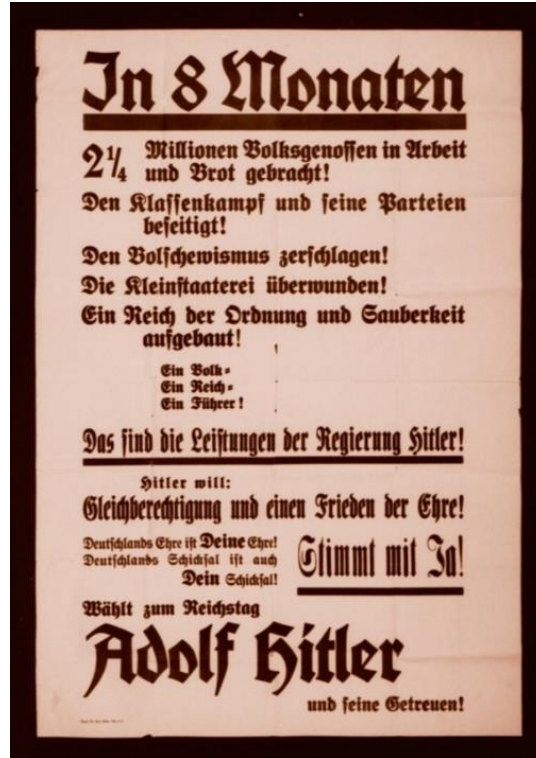 In 8 Monaten
2¼ Millionen Volksgenossen in Arbeit
und Brot gebracht!
Den Klassenkampf und seine Parteien
beseitigt!
Den Bolschewismus zerschlagen!
Die Kleinstaaterei überwunden!
Ein Reich der Ordnung und Sauberkeit
aufgebaut!
Ein Volk-
Ein Reich-
Ein Führer!
Das sind die Leistungen der Regierung Hitler!
Hitler will:
Gleichberechtigung und einen Frieden der Ehre!
Deutschlands Ehre ist Deine Ehre!
Deutschlands Schicksal ist auch
Dein Schicksal!
Stimmt mit Ja!
Wählt zum Reichstag
Adolf Hitler
und seine Getreuen!